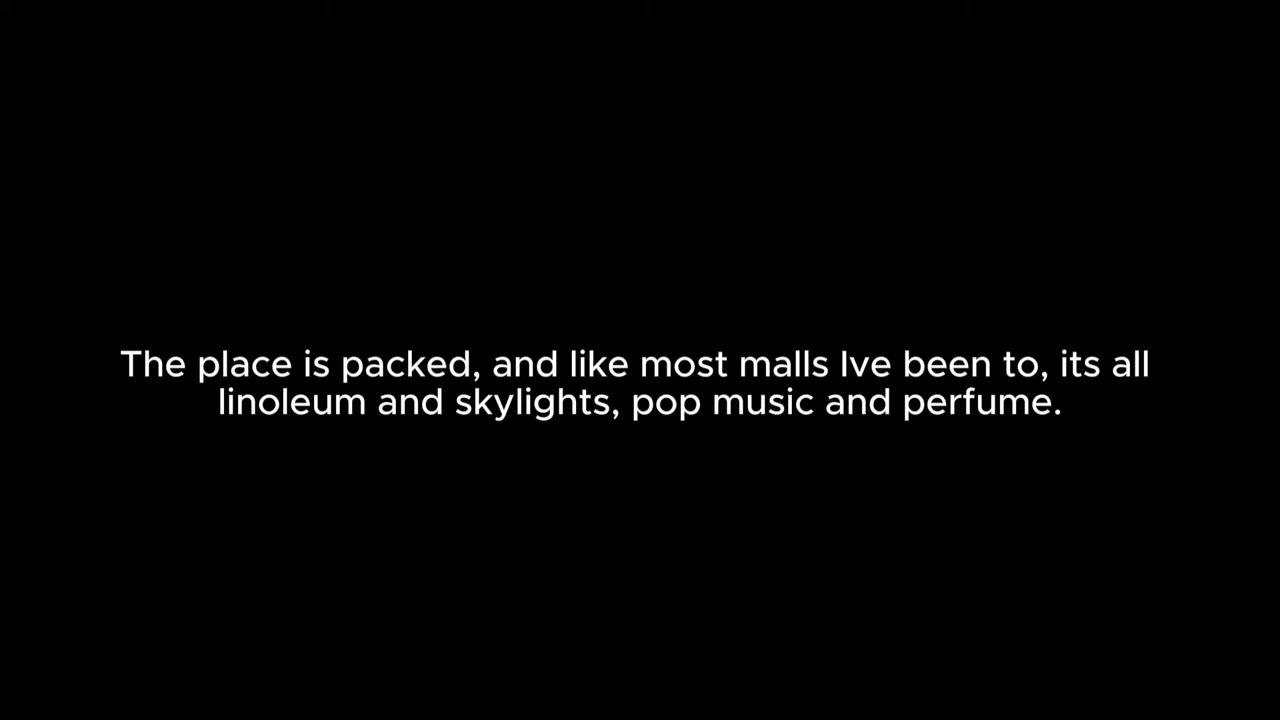 The place is packed, and like most malls Ive been to, its all
linoleum and skylights, pop music and perfume.